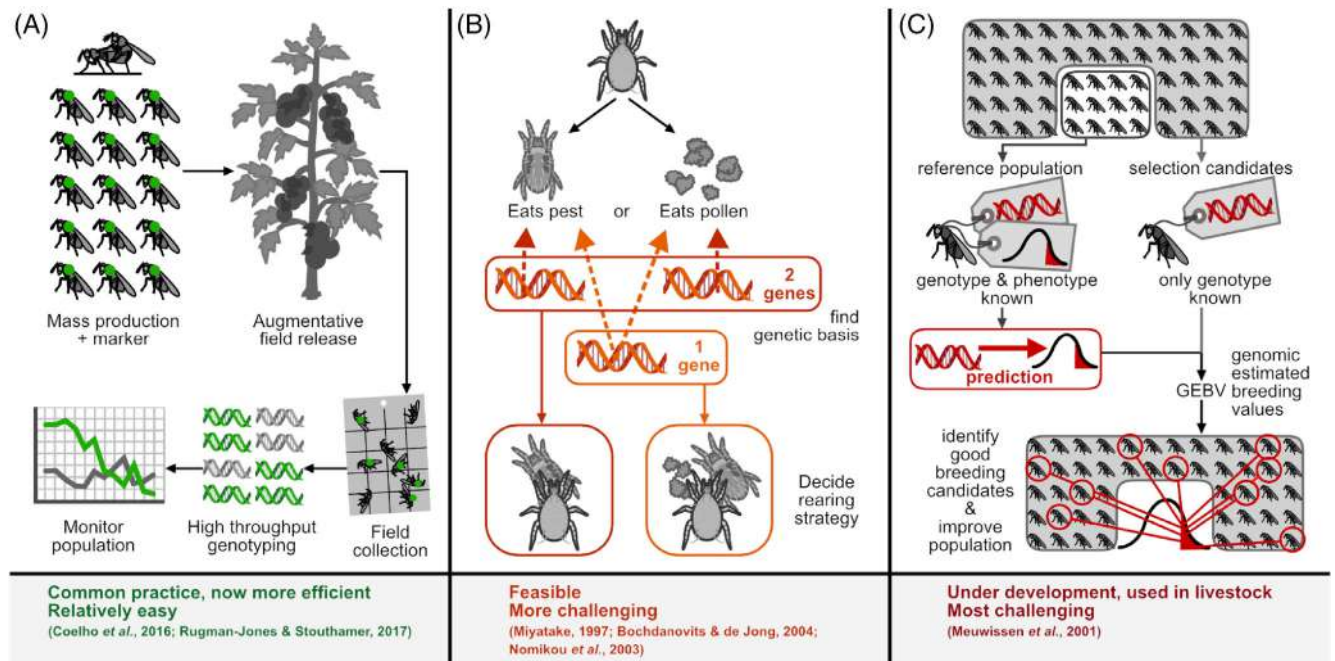 (A)
Mass production
+ marker
Augmentative
field release
Monitor
population
High throughput
genotyping
Field
collection
Common practice, now more efficient
Relatively easy
(Coelho et al., 2016; Rugman-Jones & Stouthamer, 2017)
(B)
Eats pest or Eats pollen
2
genes
find
genetic basis
1
gene
Decide
rearing
strategy
Feasible
More challenging
(Miyatake, 1997; Bochdanovits & de Jong, 2004;
Nomikou et al., 2003)
(C)
reference population
selection candidates
genotype & phenotype
known
only genotype
known
prediction
GEBV
genomic
estimated
breeding
values
identify
good
breeding
candidates
&
improve
population
Under development, used in livestock
Most challenging
(Meuwissen et al., 2001)